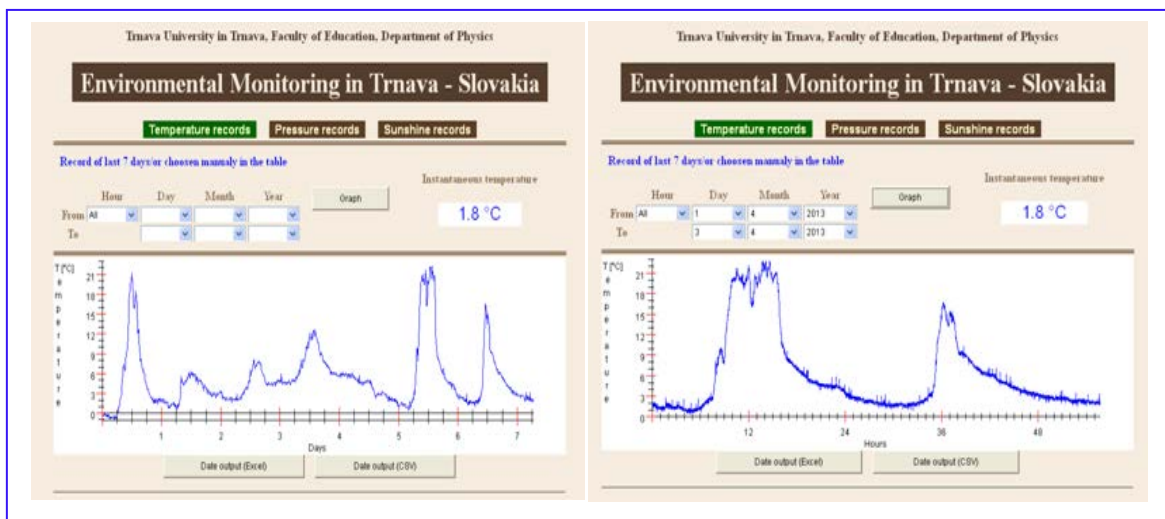 Trnava University in Trnava, Faculty of Education, Department of Physics
Environmental Monitoring in Trnava - Slovakia
Temperature records Pressure records Sunshine records
Record of last 7 days/or choosen manualy in the table
Instantaneous temperature
Hour Day Month Year
Graph
From All
1.8 °C
To
T [°C]
Temperature
21
18
15
12
9
6
3
0
1 2 3 4 5 6 7
Days
Date output (Excel) Date output (CSV)
Trnava University in Trnava, Faculty of Education, Department of Physics
Environmental Monitoring in Trnava - Slovakia
Temperature records Pressure records Sunshine records
Record of last 7 days/or choosen manualy in the table
Instantaneous temperature
Hour Day Month Year
Graph
From All 1 4 2013
1.8 °C
To 3 4 2013
T [°C]
Temperature
21
18
15
12
9
6
3
0
12 24 36 48
Hours
Date output (Excel) Date output (CSV)